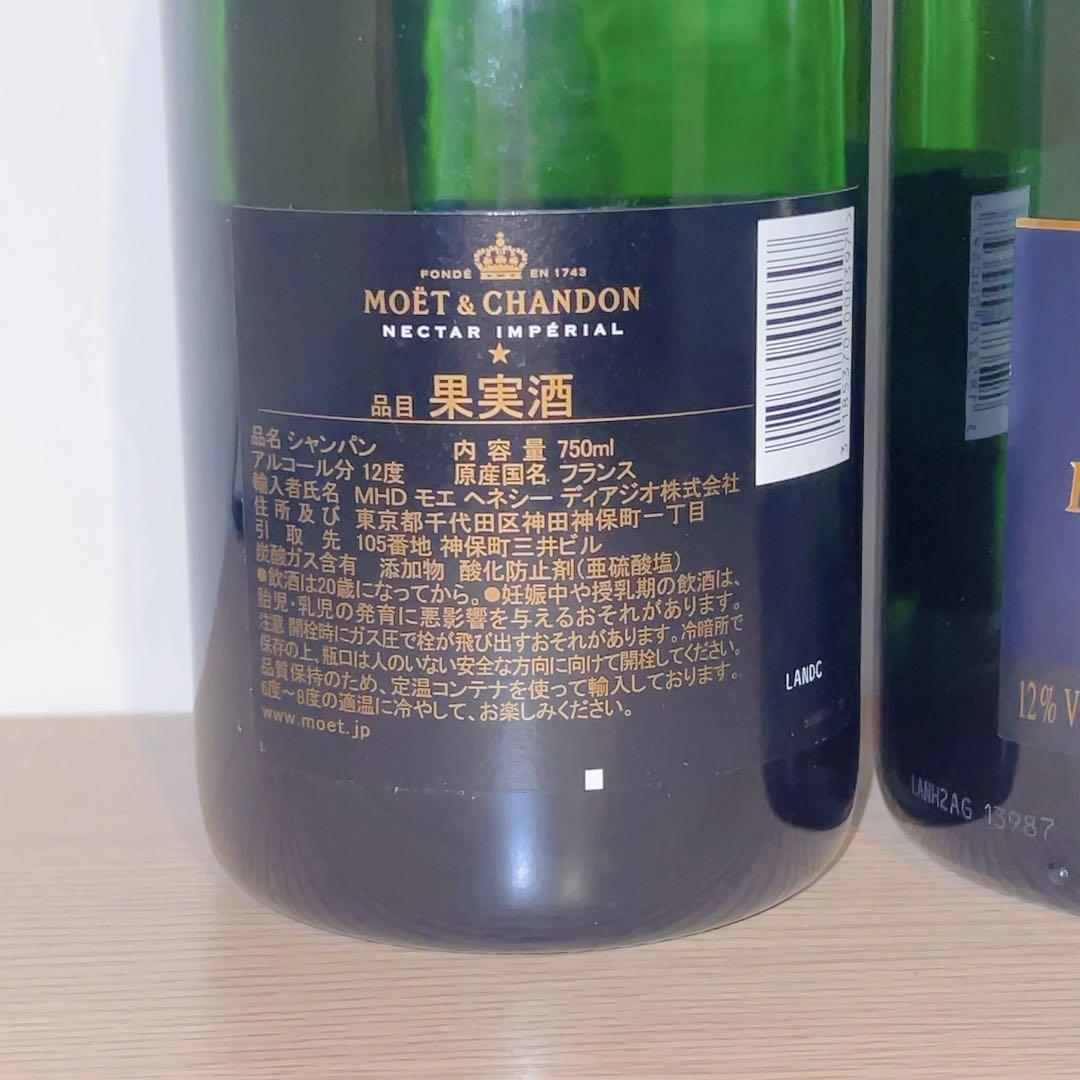 FONDÉ EN 1743
MOËT & CHANDON
NECTAR IMPÉRIAL
品目 果実酒
品名 シャンパン 内容量 750ml
アルコール分 12度 原産国名 フランス
輸入者氏名 MHD モエ ヘネシー ディアジオ株式会社
住所及び 東京都千代田区神田神保町一丁目
引取先 105番地 神保町三井ビル
炭酸ガス含有 添加物 酸化防止剤(亜硫酸塩)
●飲酒は20歳になってから。●妊娠中や授乳期の飲酒は、
胎児・乳児の発育に悪影響を与えるおそれがあります。
注意 開栓時にガス圧で栓が飛び出すおそれがあります。冷暗所で
保存の上、瓶口は人のいない安全な方向に向けて開栓してください。
品質保持のため、定温コンテナを使って輸入しております。
6度〜8度の適温に冷やして、お楽しみください。
www.moet.jp
3 185370 000397
LANDC
12% V
LANH2AG 13987